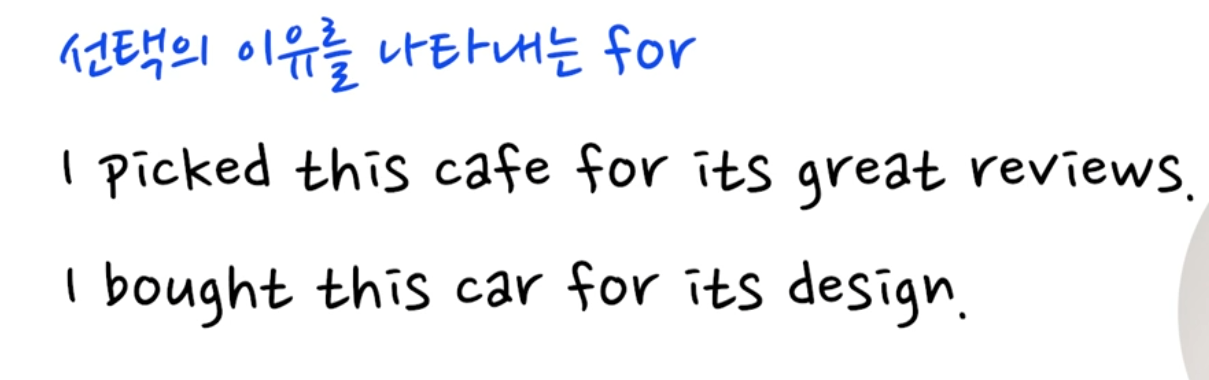 선택의 이유를 나타내는 for
I picked this cafe for its great reviews.
I bought this car for its design.